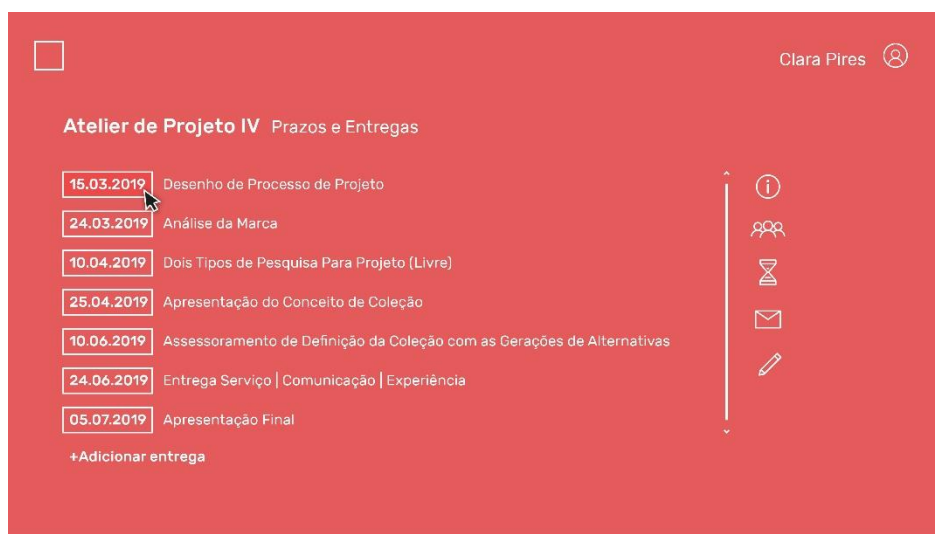 Clara Pires
Atelier de Projeto IV Prazos e Entregas
15.03.2019 Desenho de Processo de Projeto
24.03.2019 Análise da Marca
10.04.2019 Dois Tipos de Pesquisa Para Projeto (Livre)
25.04.2019 Apresentação do Conceito de Coleção
10.06.2019 Assessoramento de Definição da Coleção com as Gerações de Alternativas
24.06.2019 Entrega Serviço | Comunicação | Experiência
05.07.2019 Apresentação Final
+Adicionar entrega